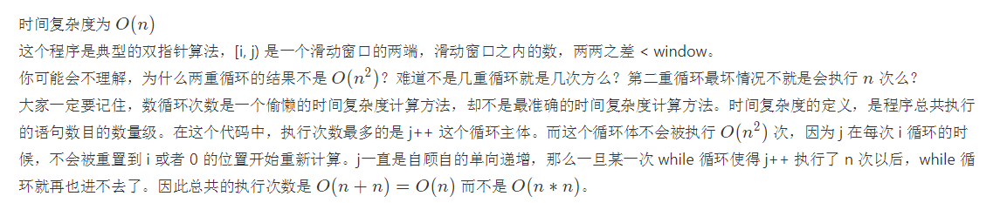 时间复杂度为 O(n)
这个程序是典型的双指针算法，[i, j) 是一个滑动窗口的两端，滑动窗口之内的数，两两之差 < window。
你可能会不理解，为什么两重循环的结果不是 O(n²)？难道不是几重循环就是几次方么？第二重循环最坏情况不就是会执行 n 次么？
大家一定要记住，数循环次数是一个偷懒的时间复杂度计算方法，却不是最准确的时间复杂度计算方法。时间复杂度的定义，是程序总共执行
的语句数目的数量级。在这个代码中，执行次数最多的是 j++ 这个循环主体。而这个循环体不会被执行 O(n²) 次，因为 j 在每次 i 循环的时
候，不会被重置到 i 或者 0 的位置开始重新计算。j一直是自顾自的单向递增，那么一旦某一次 while 循环使得 j++ 执行了 n 次以后，while 循
环就再也进不去了。因此总共的执行次数是 O(n + n) = O(n) 而不是 O(n ∗ n)。